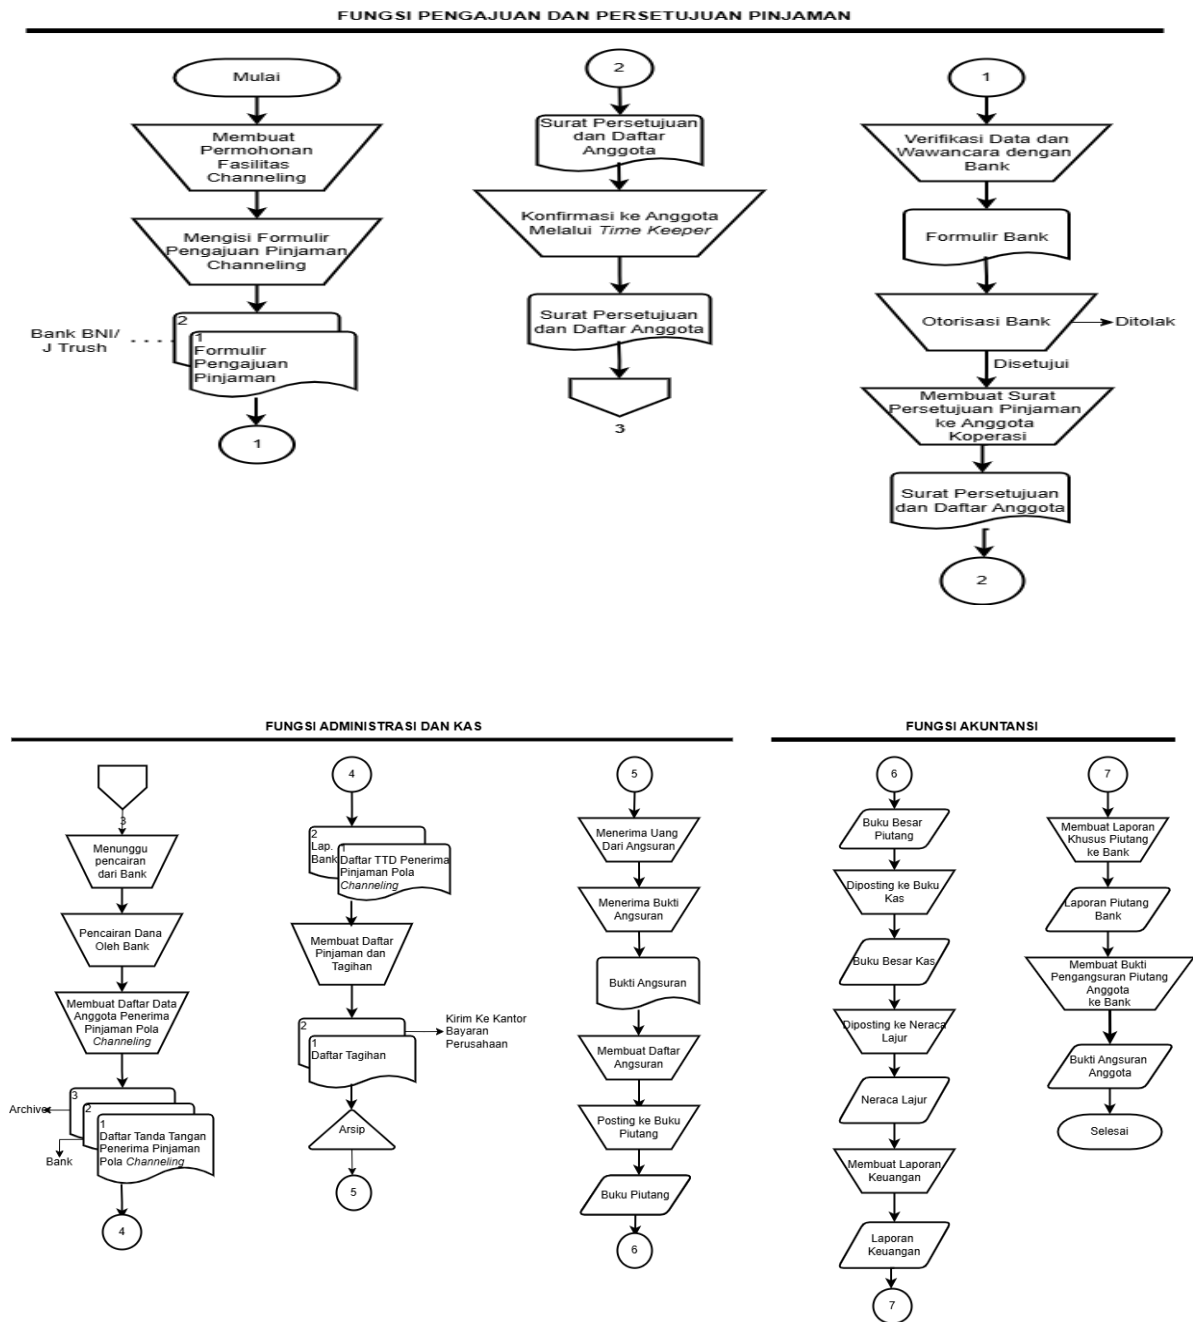 FUNGSI PENGAJUAN DAN PERSETUJUAN PINJAMAN
Mulai
Membuat
Permohonan
Fasilitas
Channeling
Mengisi Formulir
Pengajuan Pinjaman
Channeling
Bank BNI/
J Trush
2
1
Formulir
Pengajuan
Pinjaman
1
2
Surat Persetujuan
dan Daftar
Anggota
Konfirmasi ke Anggota
Melalui Time Keeper
Surat Persetujuan
dan Daftar Anggota
3
1
Verifikasi Data dan
Wawancara dengan
Bank
Formulir Bank
Otorisasi Bank
Ditolak
Disetujui
Membuat Surat
Persetujuan Pinjaman
ke Anggota
Koperasi
Surat Persetujuan
dan Daftar Anggota
2
FUNGSI ADMINISTRASI DAN KAS
3
Menunggu
pencairan
dari Bank
Pencairan Dana
Oleh Bank
Membuat Daftar Data
Anggota Penerima
Pinjaman Pola
Channeling
3
Archive
2
Bank
1
Daftar Tanda Tangan
Penerima Pinjaman
Pola Channeling
4
4
2
Lap.
Bank
1
Daftar TTD Penerima
Pinjaman Pola
Channeling
Membuat Daftar
Pinjaman dan
Tagihan
2
Kirim Ke Kantor
Bayaran
Perusahaan
1
Daftar Tagihan
Arsip
5
5
Menerima Uang
Dari Angsuran
Menerima Bukti
Angsuran
Bukti Angsuran
Membuat Daftar
Angsuran
Posting ke Buku
Piutang
Buku Piutang
6
FUNGSI AKUNTANSI
6
Buku Besar
Piutang
Diposting ke Buku
Kas
Buku Besar Kas
Diposting ke Neraca
Lajur
Neraca Lajur
Membuat Laporan
Keuangan
Laporan
Keuangan
7
7
Membuat Laporan
Khusus Piutang
ke Bank
Laporan Piutang
Bank
Membuat Bukti
Pengangsuran Piutang
Anggota
ke Bank
Bukti Angsuran
Anggota
Selesai